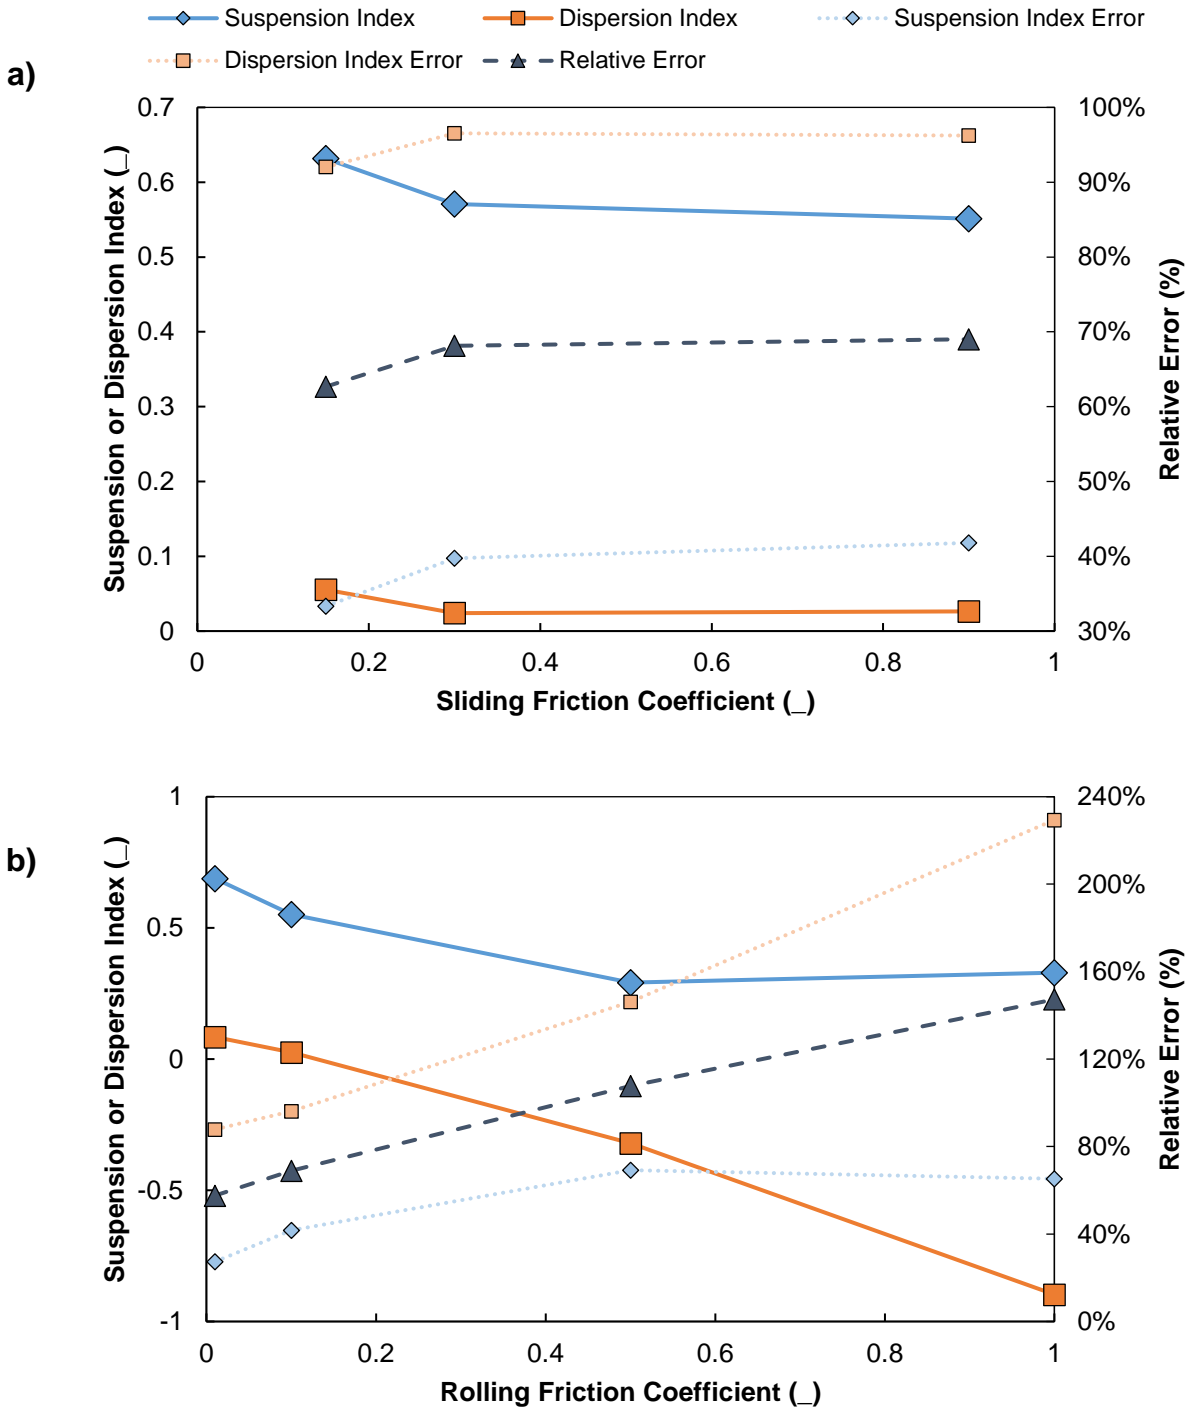 Suspension Index Dispersion Index Suspension Index Error
Dispersion Index Error Relative Error
a)
0.7
0.6
0.5
0.4
0.3
0.2
0.1
0
Suspension or Dispersion Index (_)
100%
90%
80%
70%
60%
50%
40%
30%
Relative Error (%)
0 0.2 0.4 0.6 0.8 1
Sliding Friction Coefficient (_)
b)
1
0.5
0
-0.5
-1
Suspension or Dispersion Index (_)
240%
200%
160%
120%
80%
40%
0%
Relative Error (%)
0 0.2 0.4 0.6 0.8 1
Rolling Friction Coefficient (_)